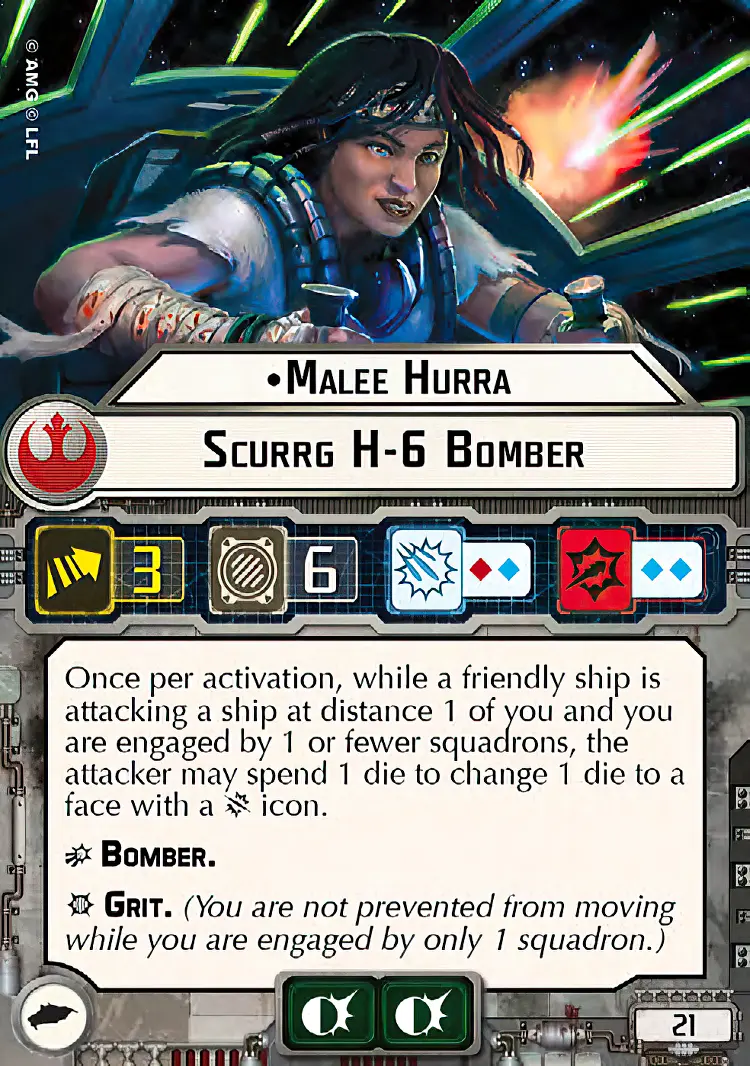 © AMG © LFL
•Malee Hurra
Scurrg H-6 Bomber
3
6
Once per activation, while a friendly ship is
attacking a ship at distance 1 of you and you
are engaged by 1 or fewer squadrons, the
attacker may spend 1 die to change 1 die to a
face with a icon.
Bomber.
Grit. (You are not prevented from moving
while you are engaged by only 1 squadron.)
21